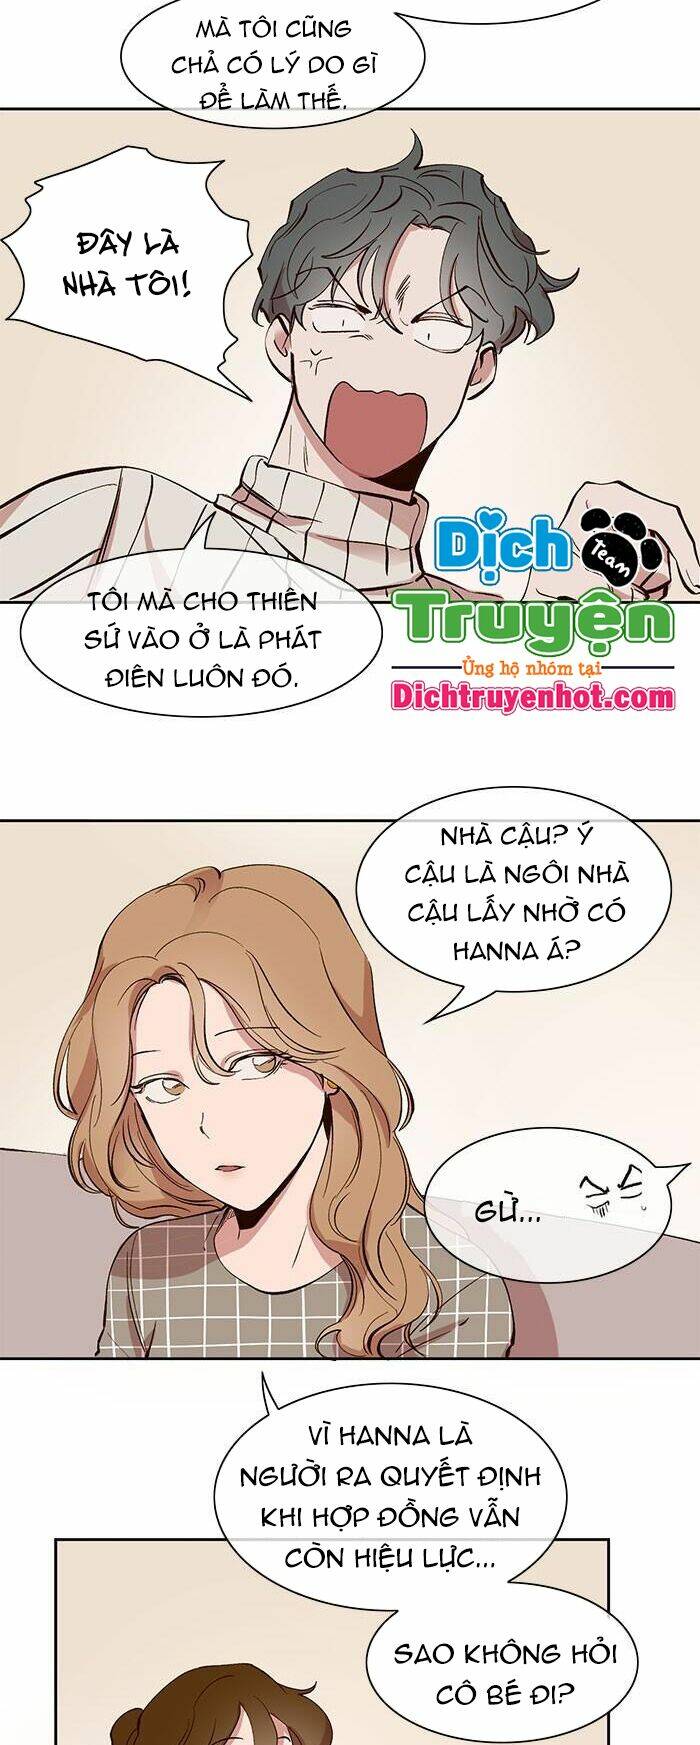 MÀ TÔI CŨNG
CHẢ CÓ LÝ DO GÌ
ĐỂ LÀM THẾ.
ĐÂY LÀ
NHÀ TÔI!
Dịch
Team
Truyện
Ủng hộ nhóm tại
Dichtruyenhot.com
TÔI MÀ CHO THIÊN
SỨ VÀO Ở LÀ PHÁT
ĐIÊN LUÔN ĐÓ.
NHÀ CẬU? Ý
CẬU LÀ NGÔI NHÀ
CẬU LẤY NHỜ CÓ
HANNA Á?
GỪ...
VÌ HANNA LÀ
NGƯỜI RA QUYẾT ĐỊNH
KHI HỢP ĐỒNG VẪN
CÒN HIỆU LỰC...
SAO KHÔNG HỎI
CÔ BÉ ĐI?